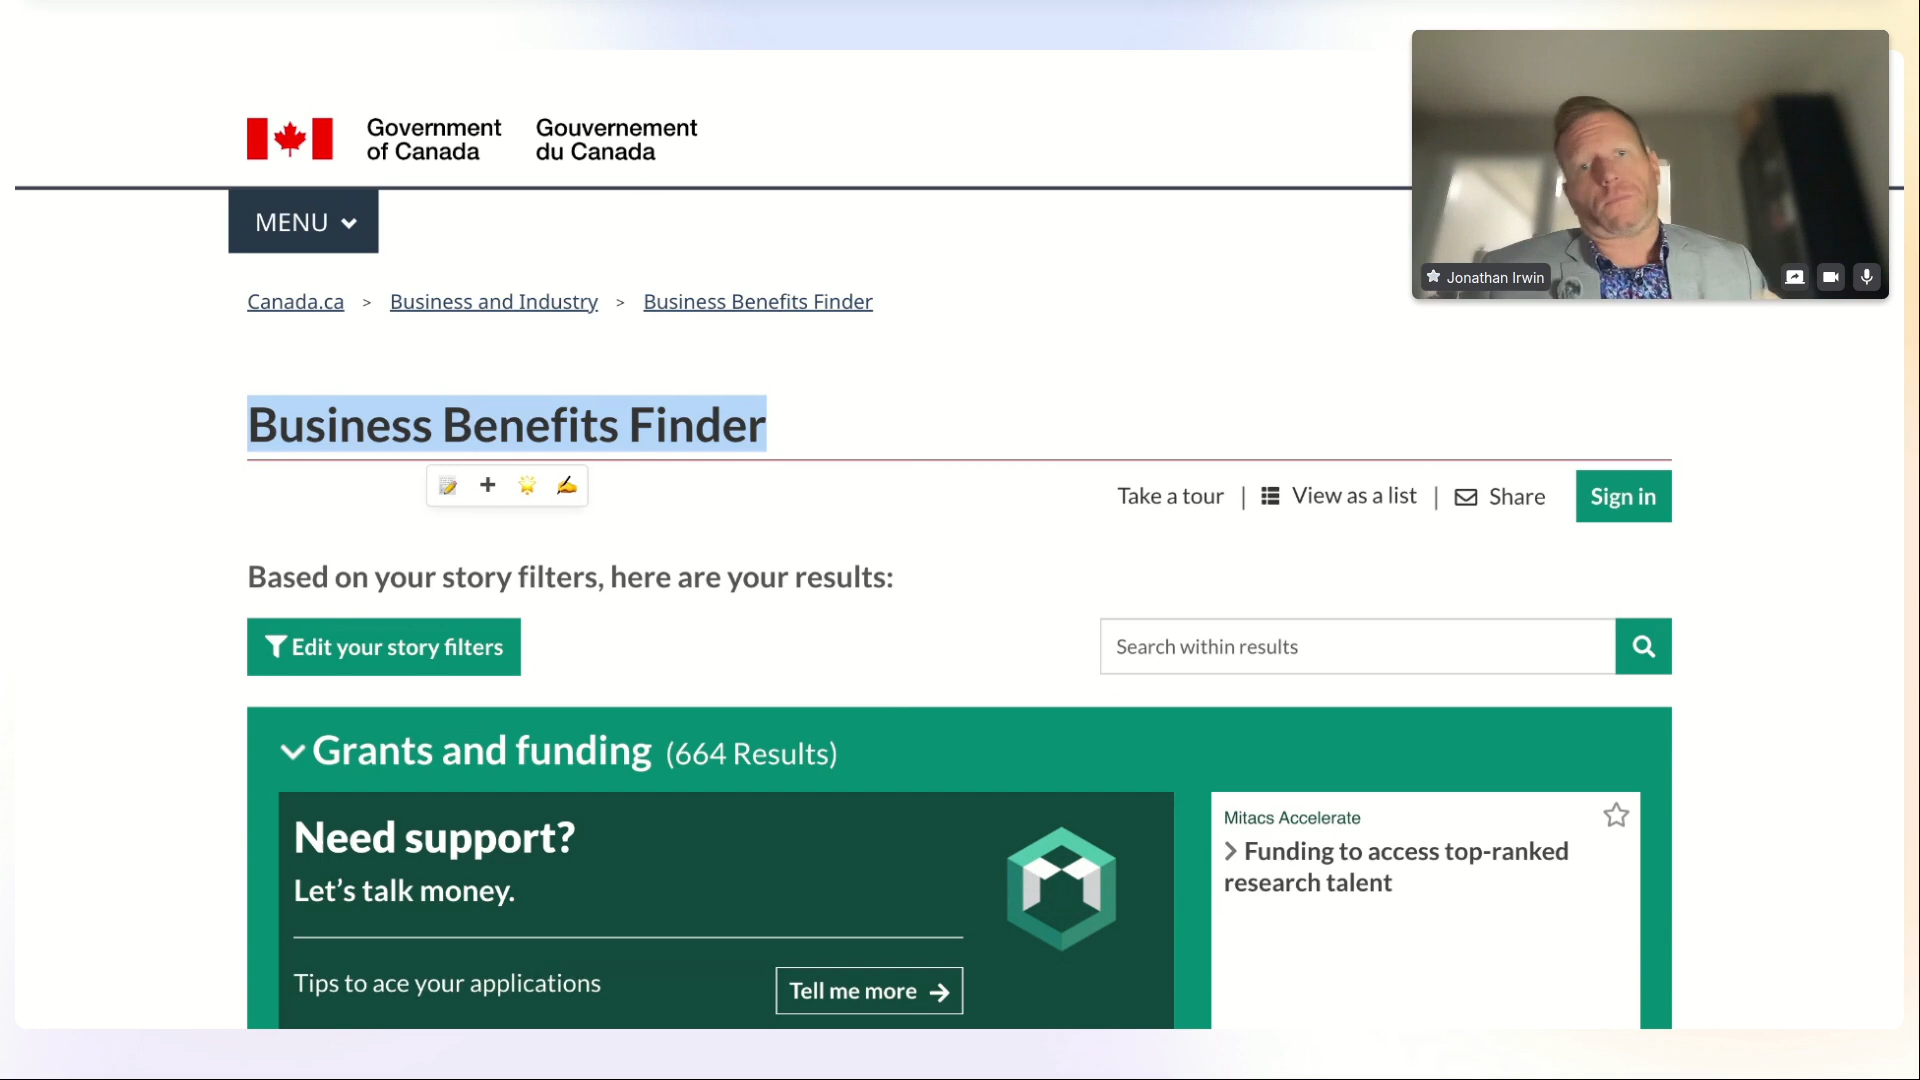 Government
of Canada
Gouvernement
du Canada
MENU
Canada.ca > Business and Industry > Business Benefits Finder
Jonathan Irwin
Business Benefits Finder
Take a tour | View as a list | Share
Sign in
Based on your story filters, here are your results:
Edit your story filters
Search within results
Grants and funding (664 Results)
Need support?
Let's talk money.
Tips to ace your applications
Tell me more →
Mitacs Accelerate
Funding to access top-ranked
research talent